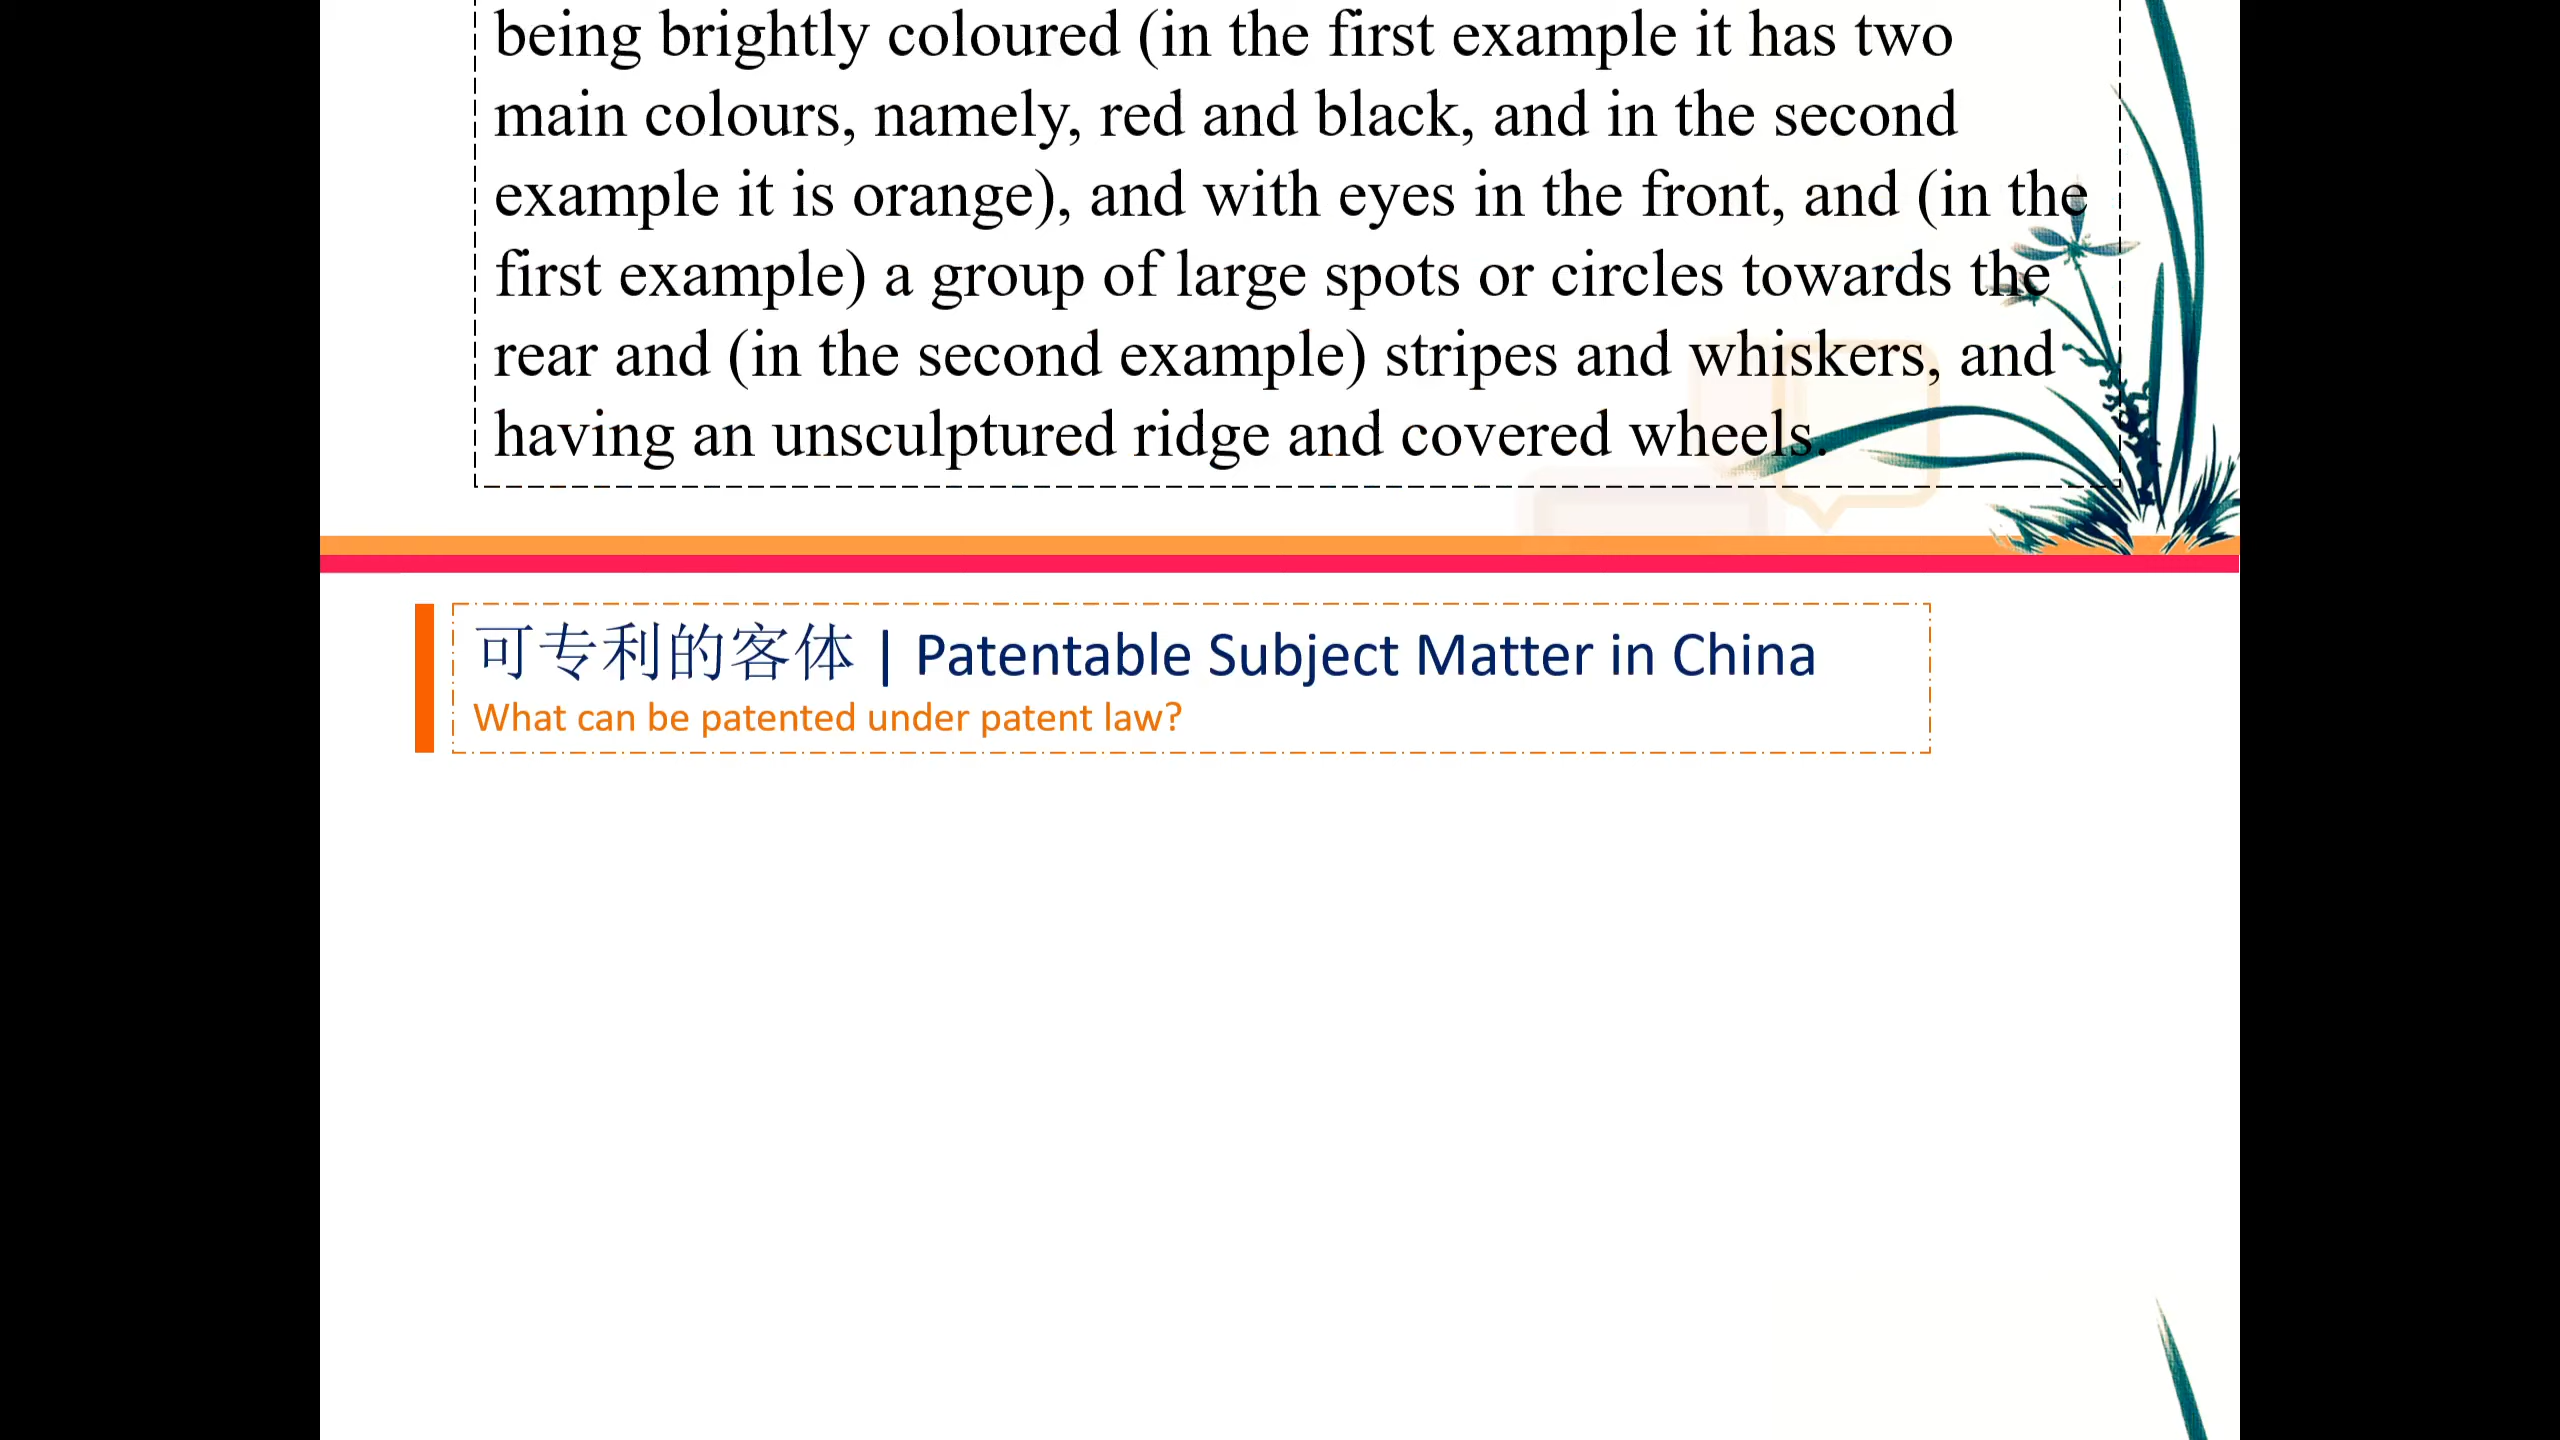 being brightly coloured (in the first example it has two
main colours, namely, red and black, and in the second
example it is orange), and with eyes in the front, and (in the
first example) a group of large spots or circles towards the
rear and (in the second example) stripes and whiskers, and
having an unsculptured ridge and covered wheels.
可专利的客体 | Patentable Subject Matter in China
What can be patented under patent law?